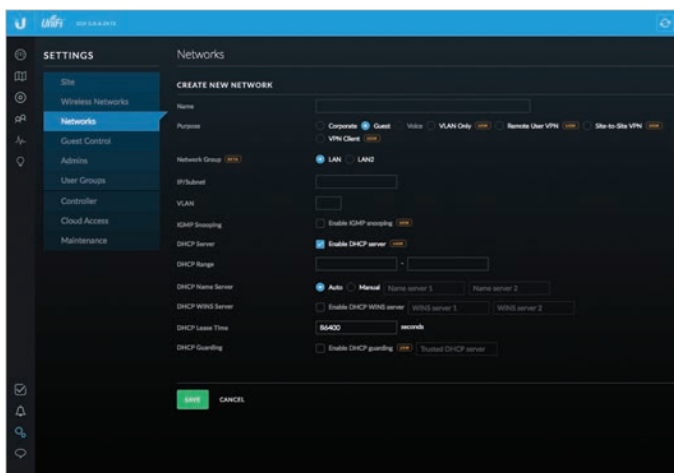 UniFi
SETTINGS
Networks
Site
Wireless Networks
Networks
Guest Control
Admins
User Groups
Controller
Cloud Access
Maintenance
CREATE NEW NETWORK
Name
Purpose Corporate Guest Voice VLAN Only Remote User VPN Site-to-Site VPN
VPN Client
Network Group BETA LAN LAN2
IP/Subnet
VLAN
IGMP Snooping Enable IGMP snooping
DHCP Server Enable DHCP server
DHCP Range -
DHCP Name Server Auto Manual Name server 1 Name server 2
DHCP WINS Server Enable DHCP WINS server WINS server 1 WINS server 2
DHCP Lease Time 86400 seconds
DHCP Guarding Enable DHCP guarding Trusted DHCP server
SAVE CANCEL